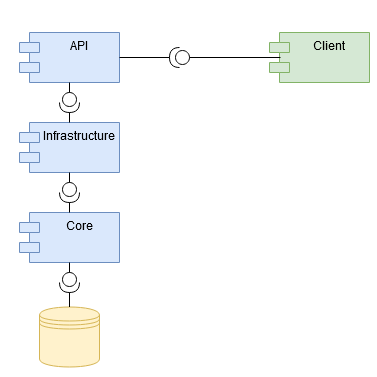 API
Client
Infrastructure
Core